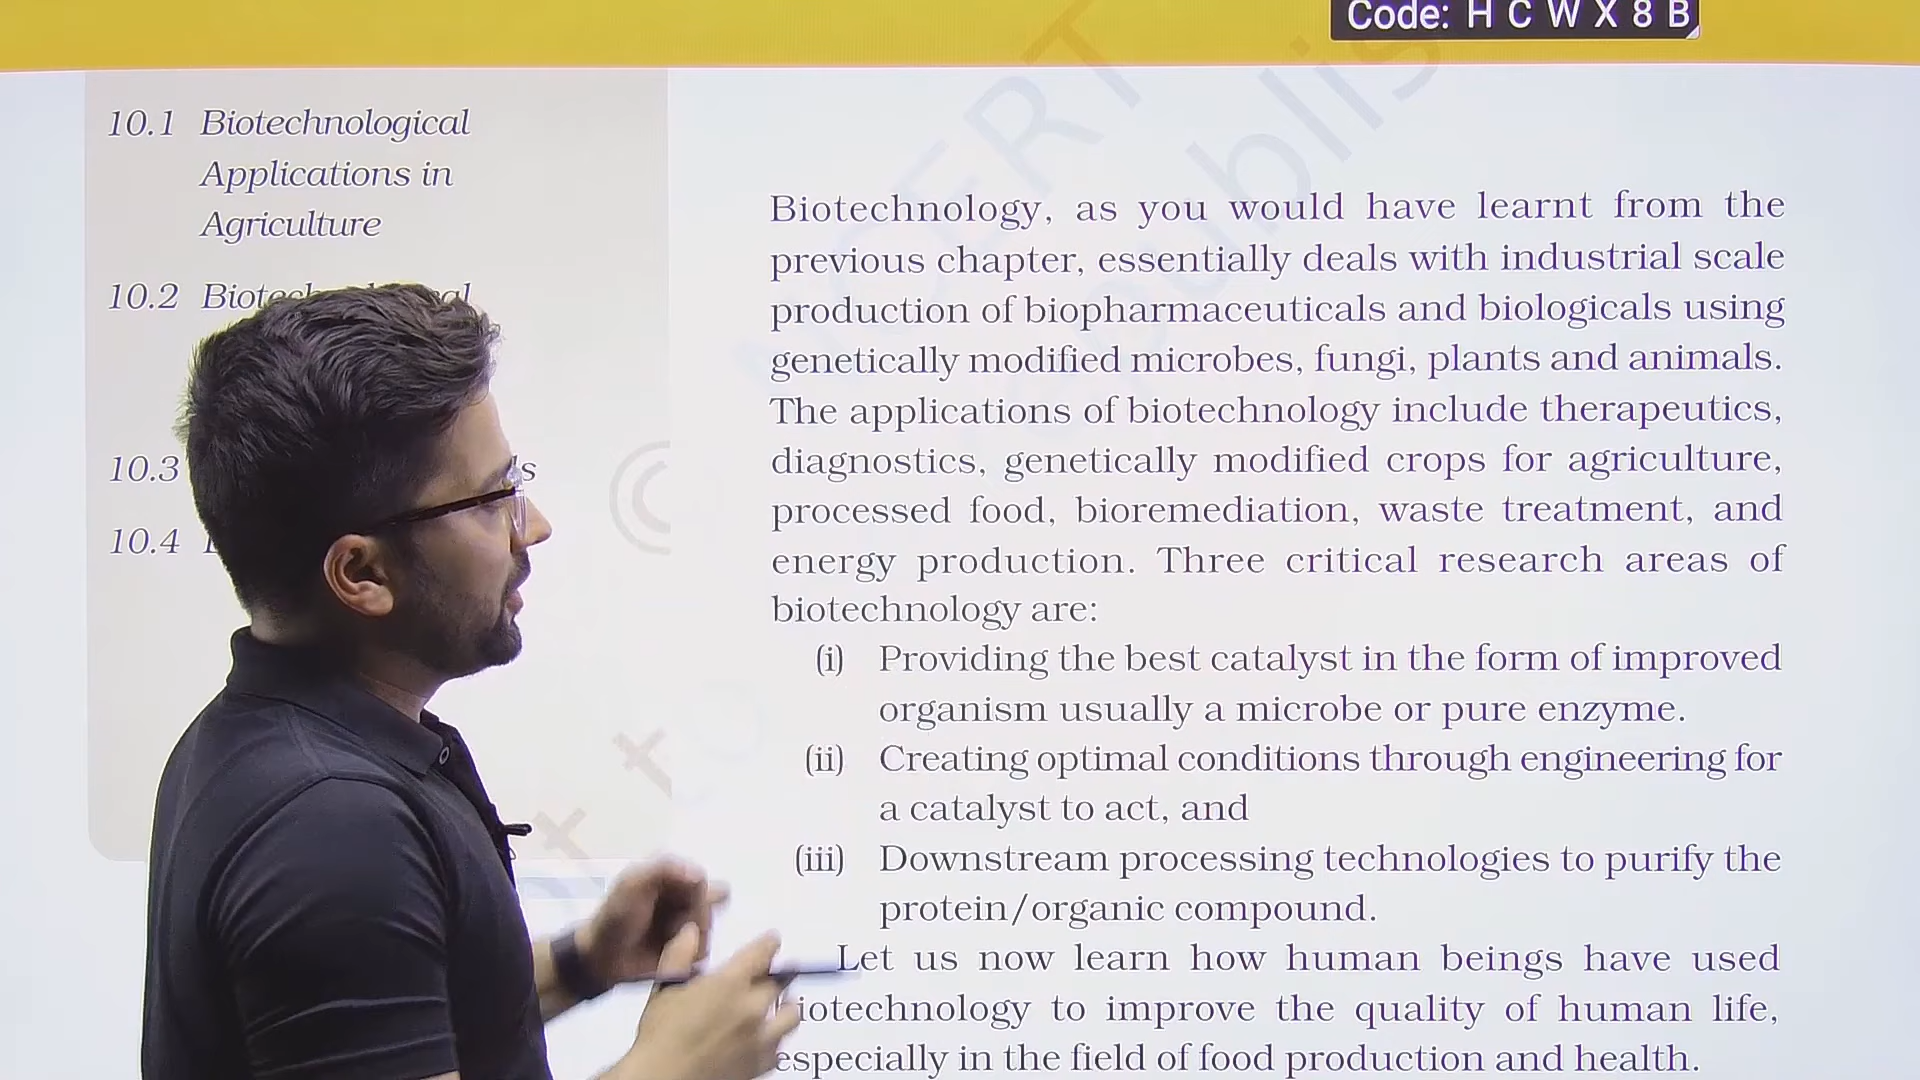 Code: H C W X 8 B
10.1 Biotechnological
Applications in
Agriculture
10.2
10.3
10.4
NCERT
republis
Biotechnology, as you would have learnt from the
previous chapter, essentially deals with industrial scale
production of biopharmaceuticals and biologicals using
genetically modified microbes, fungi, plants and animals.
The applications of biotechnology include therapeutics,
diagnostics, genetically modified crops for agriculture,
processed food, bioremediation, waste treatment, and
energy production. Three critical research areas of
biotechnology are:
(i) Providing the best catalyst in the form of improved
organism usually a microbe or pure enzyme.
(ii) Creating optimal conditions through engineering for
a catalyst to act, and
(iii) Downstream processing technologies to purify the
protein/organic compound.
Let us now learn how human beings have used
iotechnology to improve the quality of human life,
especially in the field of food production and health.